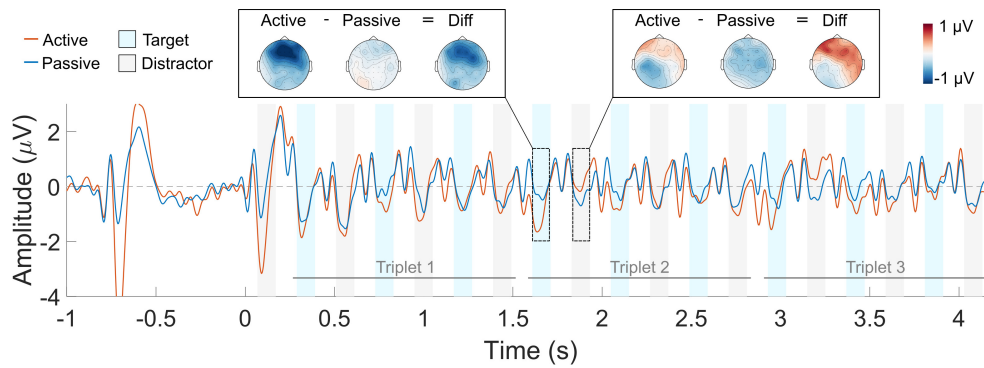 Active - Passive = Diff
Active - Passive = Diff
Active
Target
Passive
Distractor
1 µV
-1 µV
Amplitude (µV)
2
0
-2
-4
Triplet 1
Triplet 2
Triplet 3
-1 -0.5 0 0.5 1 1.5 2 2.5 3 3.5 4
Time (s)